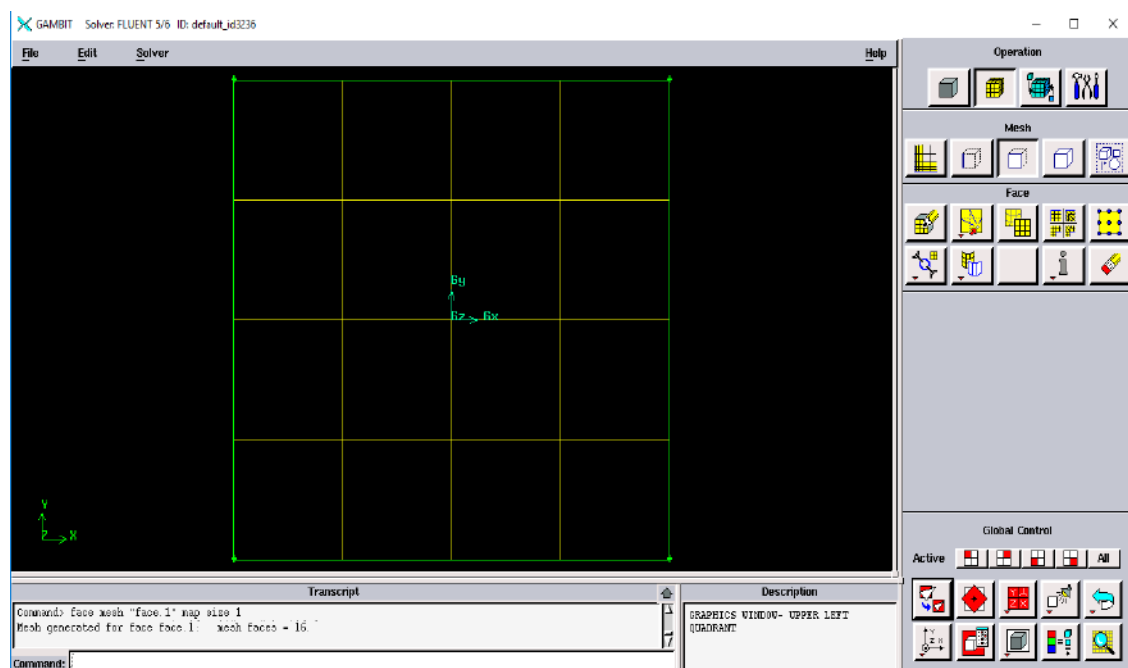 GAMBIT Solver: FLUENT 5/6 ID: default_id3236
File Edit Solver Help
Operation
Mesh
Face
Gy
Gz Gx
Y
Z X
Global Control
Active All
Transcript
Command> face mesh "face.1" map size 1
Mesh generated for face face.1: mesh faces = 16.
Command:
Description
GRAPHICS WINDOW- UPPER LEFT
QUADRANT